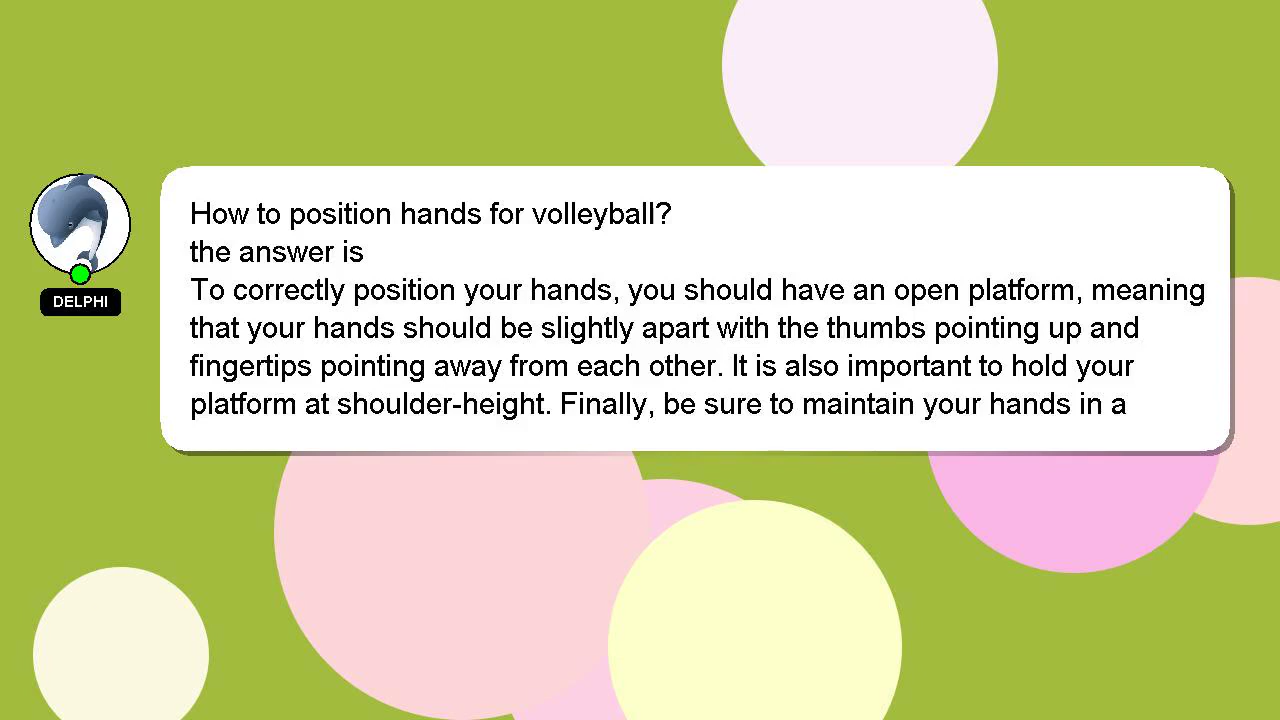 How to position hands for volleyball?
the answer is
To correctly position your hands, you should have an open platform, meaning
that your hands should be slightly apart with the thumbs pointing up and
fingertips pointing away from each other. It is also important to hold your
platform at shoulder-height. Finally, be sure to maintain your hands in a
DELPHI